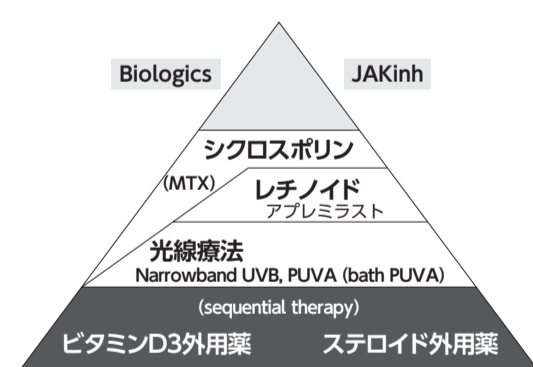 Biologics
JAKinh
シクロスポリン
(MTX)
レチノイド
アプレミラスト
光線療法
Narrowband UVB, PUVA (bath PUVA)
(sequential therapy)
ビタミンD3外用薬
ステロイド外用薬